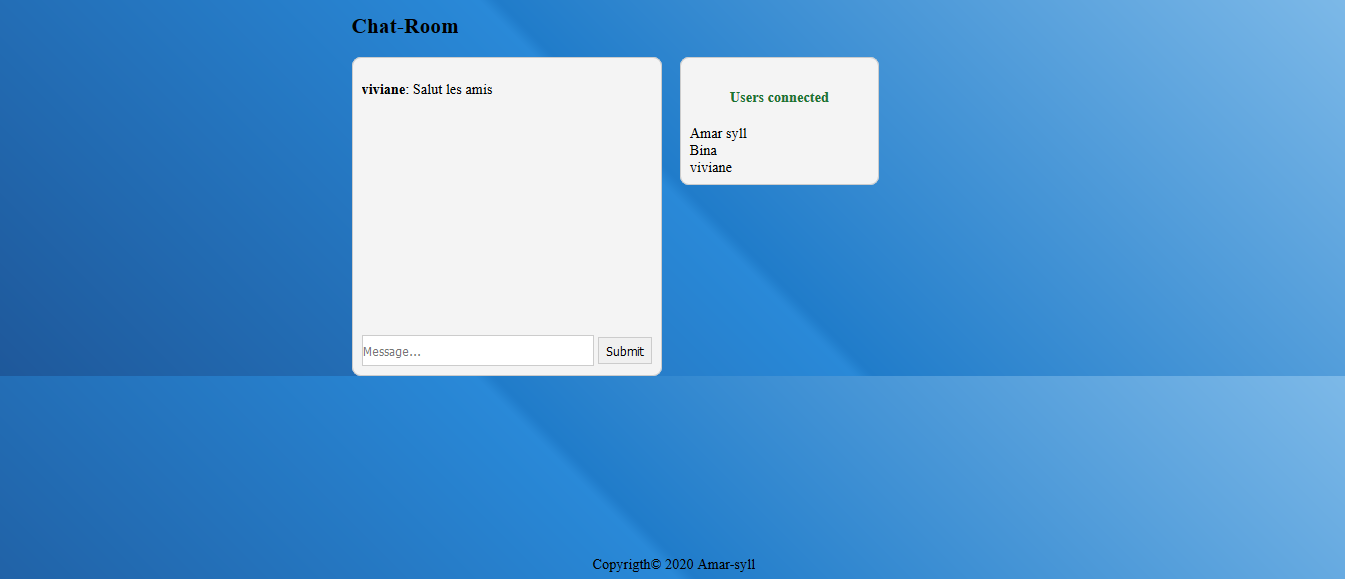 Chat-Room
viviane: Salut les amis
Message...
Submit
Users connected
Amar syll
Bina
viviane
Copyrigth© 2020 Amar-syll